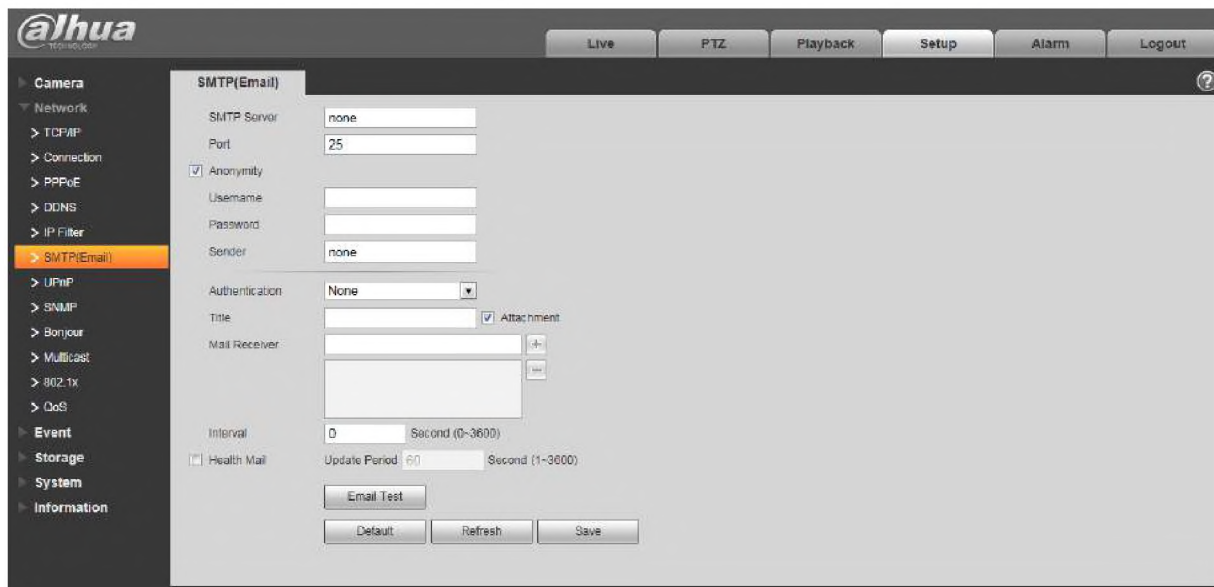 alhua
TECHNOLOGY
Live PTZ Playback Setup Alarm Logout
Camera
Network
> TCP/IP
> Connection
> PPPoE
> DDNS
> IP Filter
> SMTP(Email)
> UPnP
> SNMP
> Bonjour
> Multicast
> 802.1x
> QoS
Event
Storage
System
Information
SMTP(Email)
?
SMTP Server none
Port 25
Anonymity
Username
Password
Sender none
Authentication None
Title Attachment
Mail Receiver +
−
Interval 0 Second (0~3600)
Health Mail Update Period 60 Second (1~3600)
Email Test
Default Refresh Save